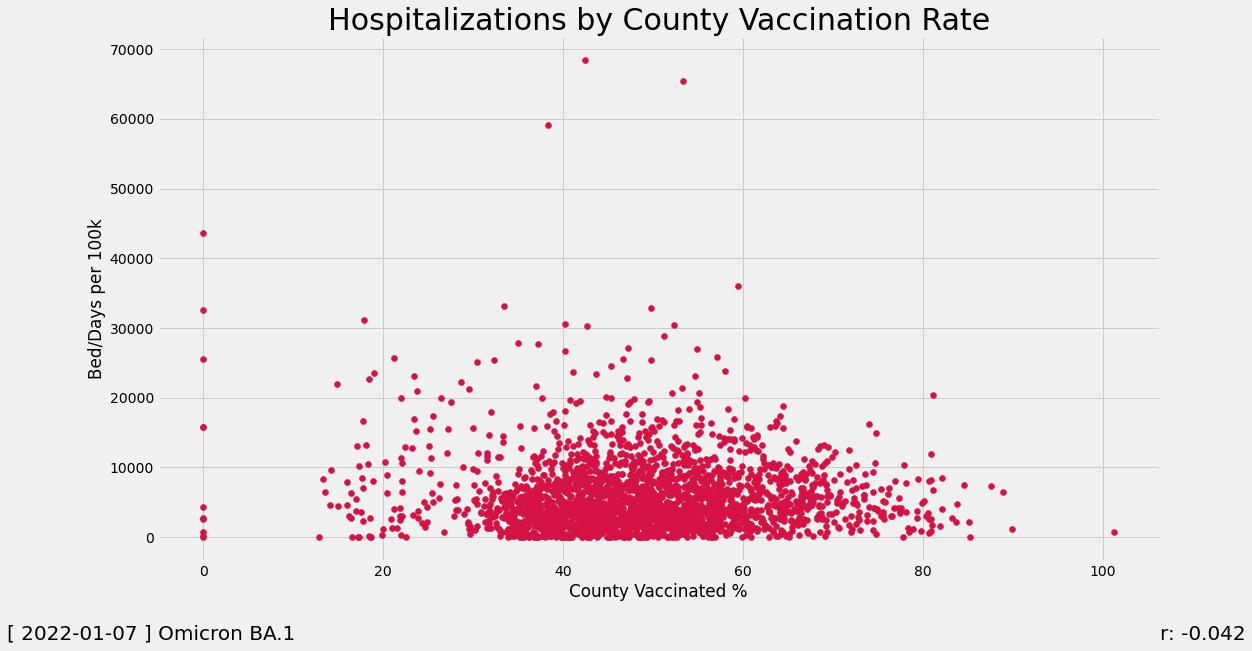 Hospitalizations by County Vaccination Rate
70000
60000
50000
40000
30000
20000
10000
0
Bed/Days per 100k
0 20 40 60 80 100
County Vaccinated %
[ 2022-01-07 ] Omicron BA.1
r: -0.042